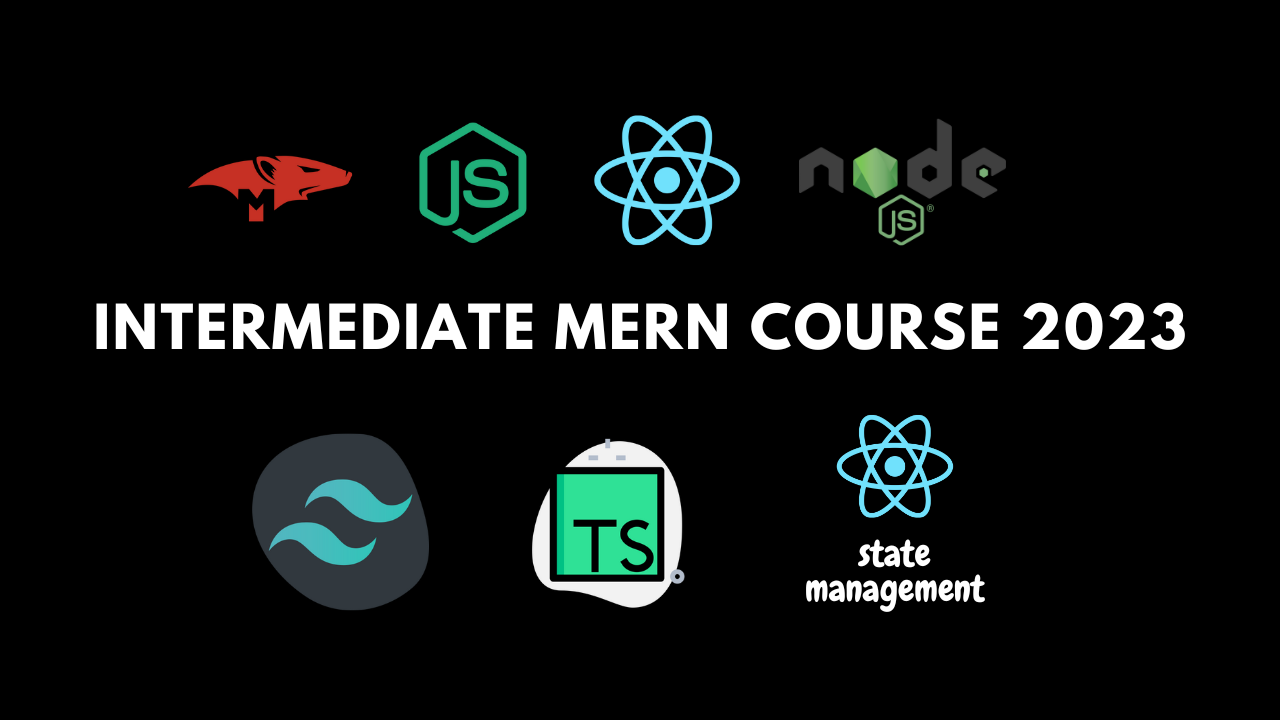 M
JS
node
JS®
INTERMEDIATE MERN COURSE 2023
TS
state
management